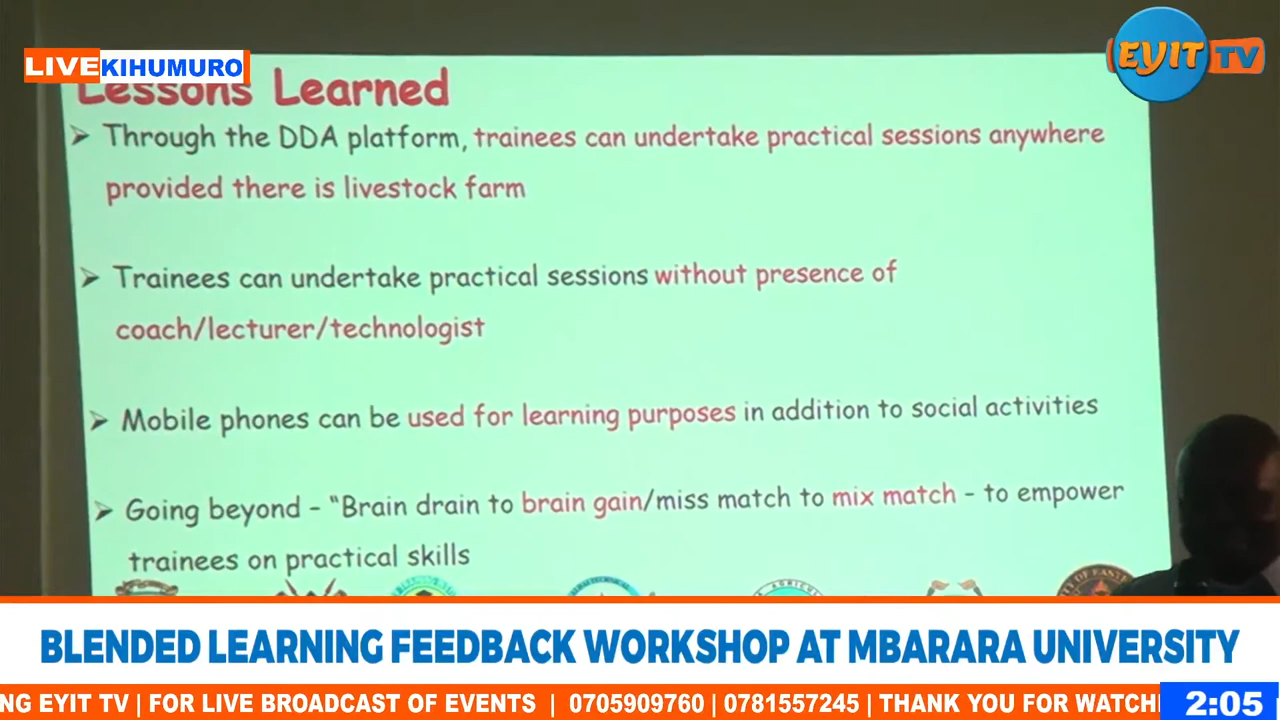 LIVE KIHUMURO
EYIT TV
Lessons Learned
➢ Through the DDA platform, trainees can undertake practical sessions anywhere
provided there is livestock farm
➢ Trainees can undertake practical sessions without presence of
coach/lecturer/technologist
➢ Mobile phones can be used for learning purposes in addition to social activities
➢ Going beyond - "Brain drain to brain gain/miss match to mix match - to empower
trainees on practical skills
BLENDED LEARNING FEEDBACK WORKSHOP AT MBARARA UNIVERSITY
NG EYIT TV | FOR LIVE BROADCAST OF EVENTS | 0705909760 | 0781557245 | THANK YOU FOR WATCHI
2:05